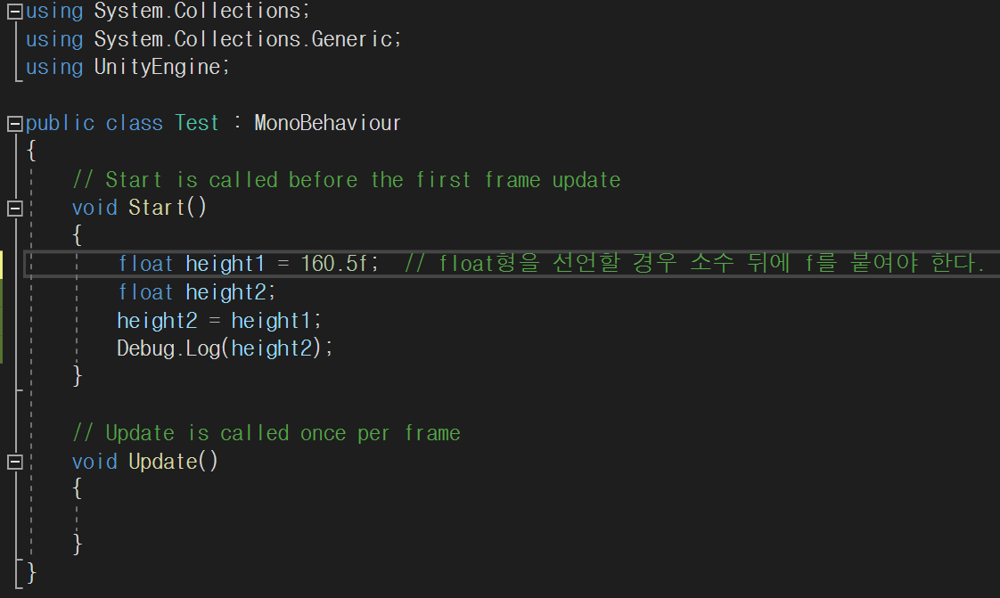 using System.Collections;
using System.Collections.Generic;
using UnityEngine;
public class Test : MonoBehaviour
{
// Start is called before the first frame update
void Start()
{
float height1 = 160.5f; // float형을 선언할 경우 소수 뒤에 f를 붙여야 한다.
float height2;
height2 = height1;
Debug.Log(height2);
}
// Update is called once per frame
void Update()
{
}
}